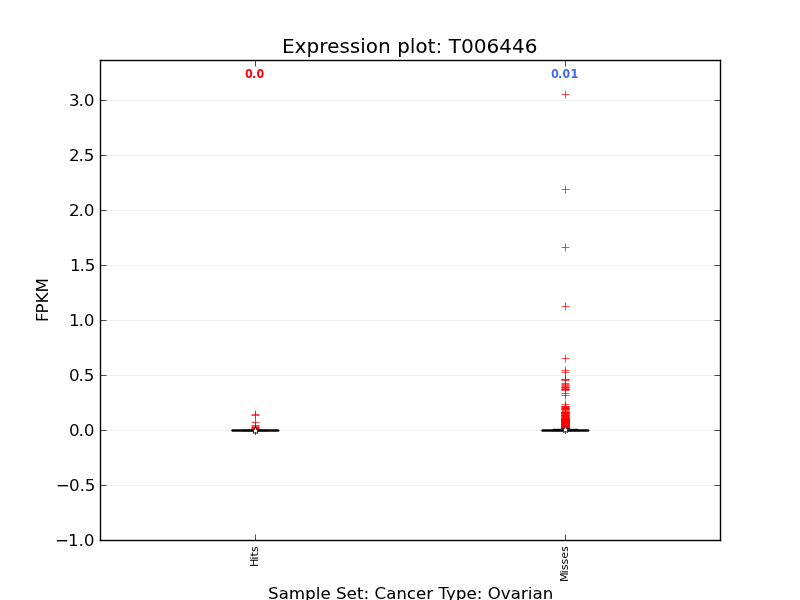 Expression plot: T006446
0.0
0.01
3.0
2.5
2.0
1.5
1.0
0.5
0.0
−0.5
−1.0
FPKM
Hits
Misses
Sample Set: Cancer Type: Ovarian